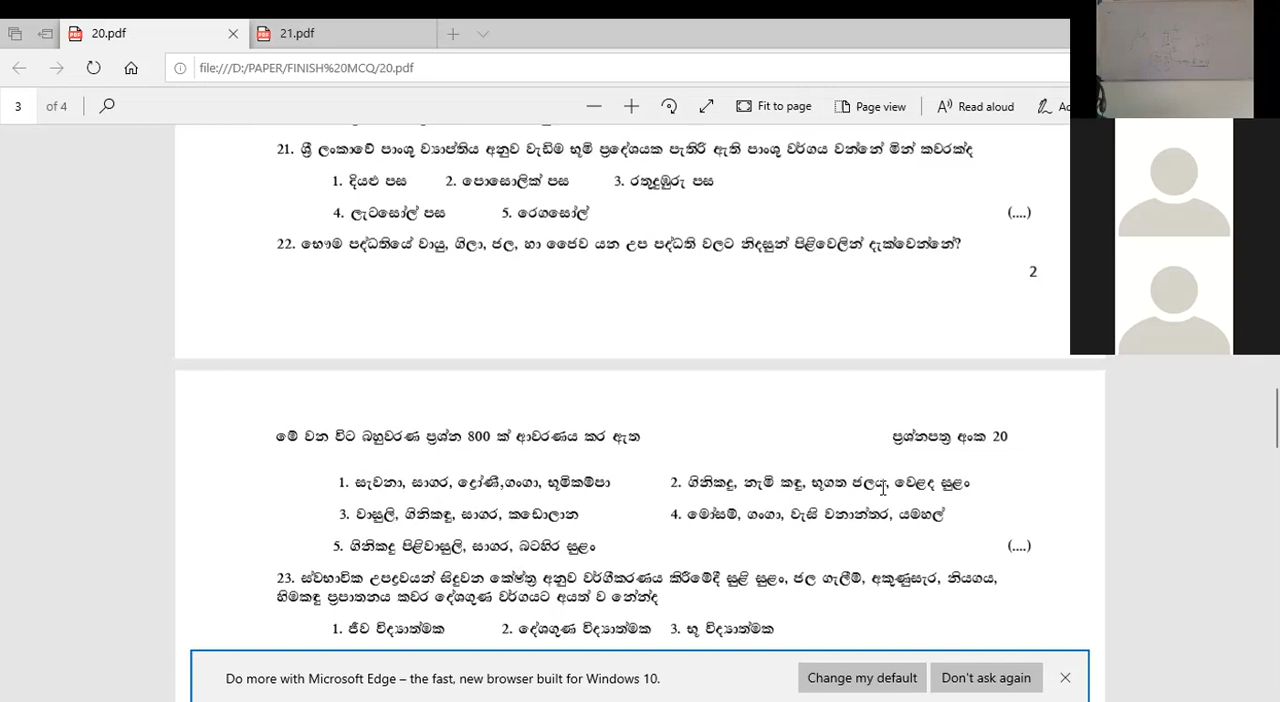 20.pdf
21.pdf
file:///D:/PAPER/FINISH%20MCQ/20.pdf
3 of 4
Fit to page
Page view
Read aloud
21. ශ්‍රී ලංකාවේ පාංශු ව්‍යාප්තිය අනුව වැඩිම භූමි ප්‍රදේශයක පැතිරී ඇති පාංශු වර්ගය වන්නේ මින් කවරක්ද
1. දියළු පස 2. පොසොලික් පස 3. රතුදුඹුරු පස
4. ලැටසෝල් පස 5. රෙගසෝල් (....)
22. භෞම පද්ධතියේ වායු, ගිලා, ජල, හා ජෛව යන උප පද්ධති වලට නිදසුන් පිළිවෙලින් දැක්වෙන්නේ?
2
මේ වන විට බහුවරණ ප්‍රශ්න 800 ක් ආවරණය කර ඇත ප්‍රශ්නපත්‍ර අංක 20
1. සැවනා, සාගර, ද්‍රෝණී,ගංගා, භූමිකම්පා 2. ගිනිකඳු, නැමි කඳු, භූගත ජලය, වෙළද සුළං
3. වාසුලි, ගිනිකඳු, සාගර, කඩොලාන 4. මෝසම්, ගංගා, වැසි වනාන්තර, යමහල්
5. ගිනිකඳු පිළිවාසුලි, සාගර, බටහිර සුළං (....)
23. ස්වභාවික උපද්‍රවයන් සිදුවන ක්ෂේත්‍ර අනුව වර්ගීකරණය කිරීමේදී සුළි සුළං, ජල ගැලීම්, අකුණුසැර, නියගය,
හිමකඳු ප්‍රපාතනය කවර දේශගුණ වර්ගයට අයත් ව නේන්ද
1. ජීව විද්‍යාත්මක 2. දේශගුණ විද්‍යාත්මක 3. භූ විද්‍යාත්මක
Do more with Microsoft Edge – the fast, new browser built for Windows 10.
Change my default
Don't ask again